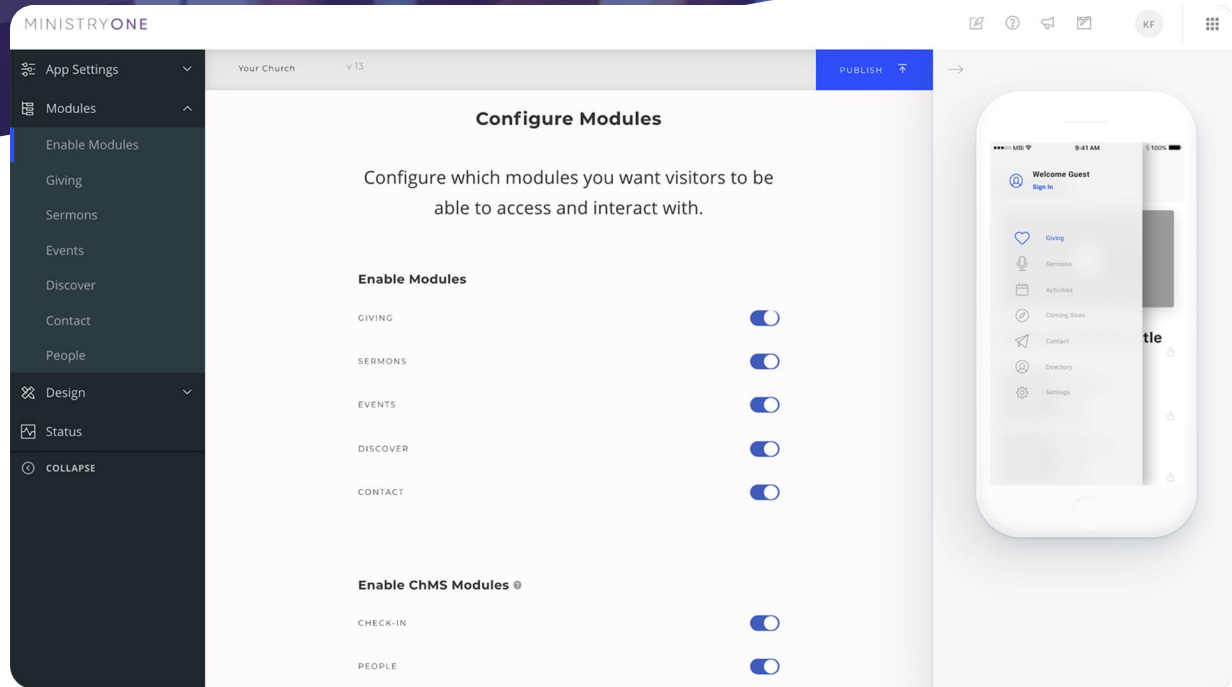 MINISTRYONE
KF
App Settings
Modules
Enable Modules
Giving
Sermons
Events
Discover
Contact
People
Design
Status
COLLAPSE
Your Church
v 13
PUBLISH
Configure Modules
Configure which modules you want visitors to be
able to access and interact with.
Enable Modules
GIVING
SERMONS
EVENTS
DISCOVER
CONTACT
Enable ChMS Modules
CHECK-IN
PEOPLE
MBI
9:41 AM
100%
Welcome Guest
Sign In
Giving
Sermons
Activities
Coming Soon
Contact
Directory
Settings
tle